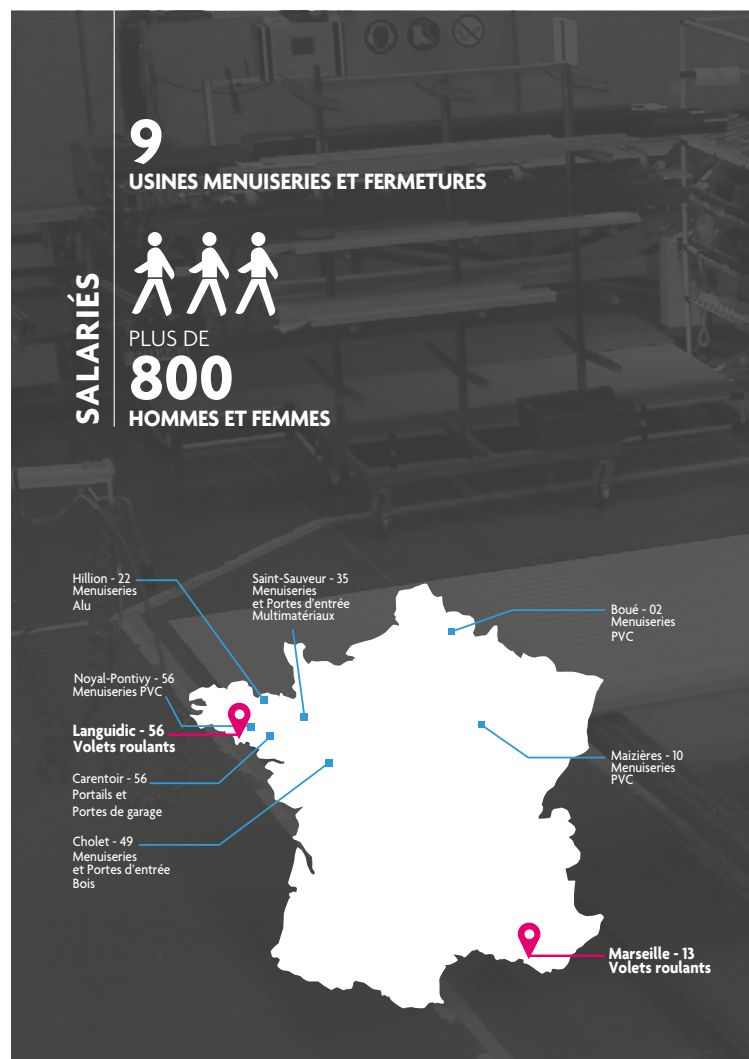 9
USINES MENUISERIES ET FERMETURES
SALARIÉS
PLUS DE
800
HOMMES ET FEMMES
Hillion - 22
Menuiseries
Alu
Saint-Sauveur - 35
Menuiseries
et Portes d'entrée
Multimatériaux
Boué - 02
Menuiseries
PVC
Noyal-Pontivy - 56
Menuiseries PVC
Languidic - 56
Volets roulants
Carentoir - 56
Portails et
Portes de garage
Maizières - 10
Menuiseries
PVC
Cholet - 49
Menuiseries
et Portes d'entrée
Bois
Marseille - 13
Volets roulants